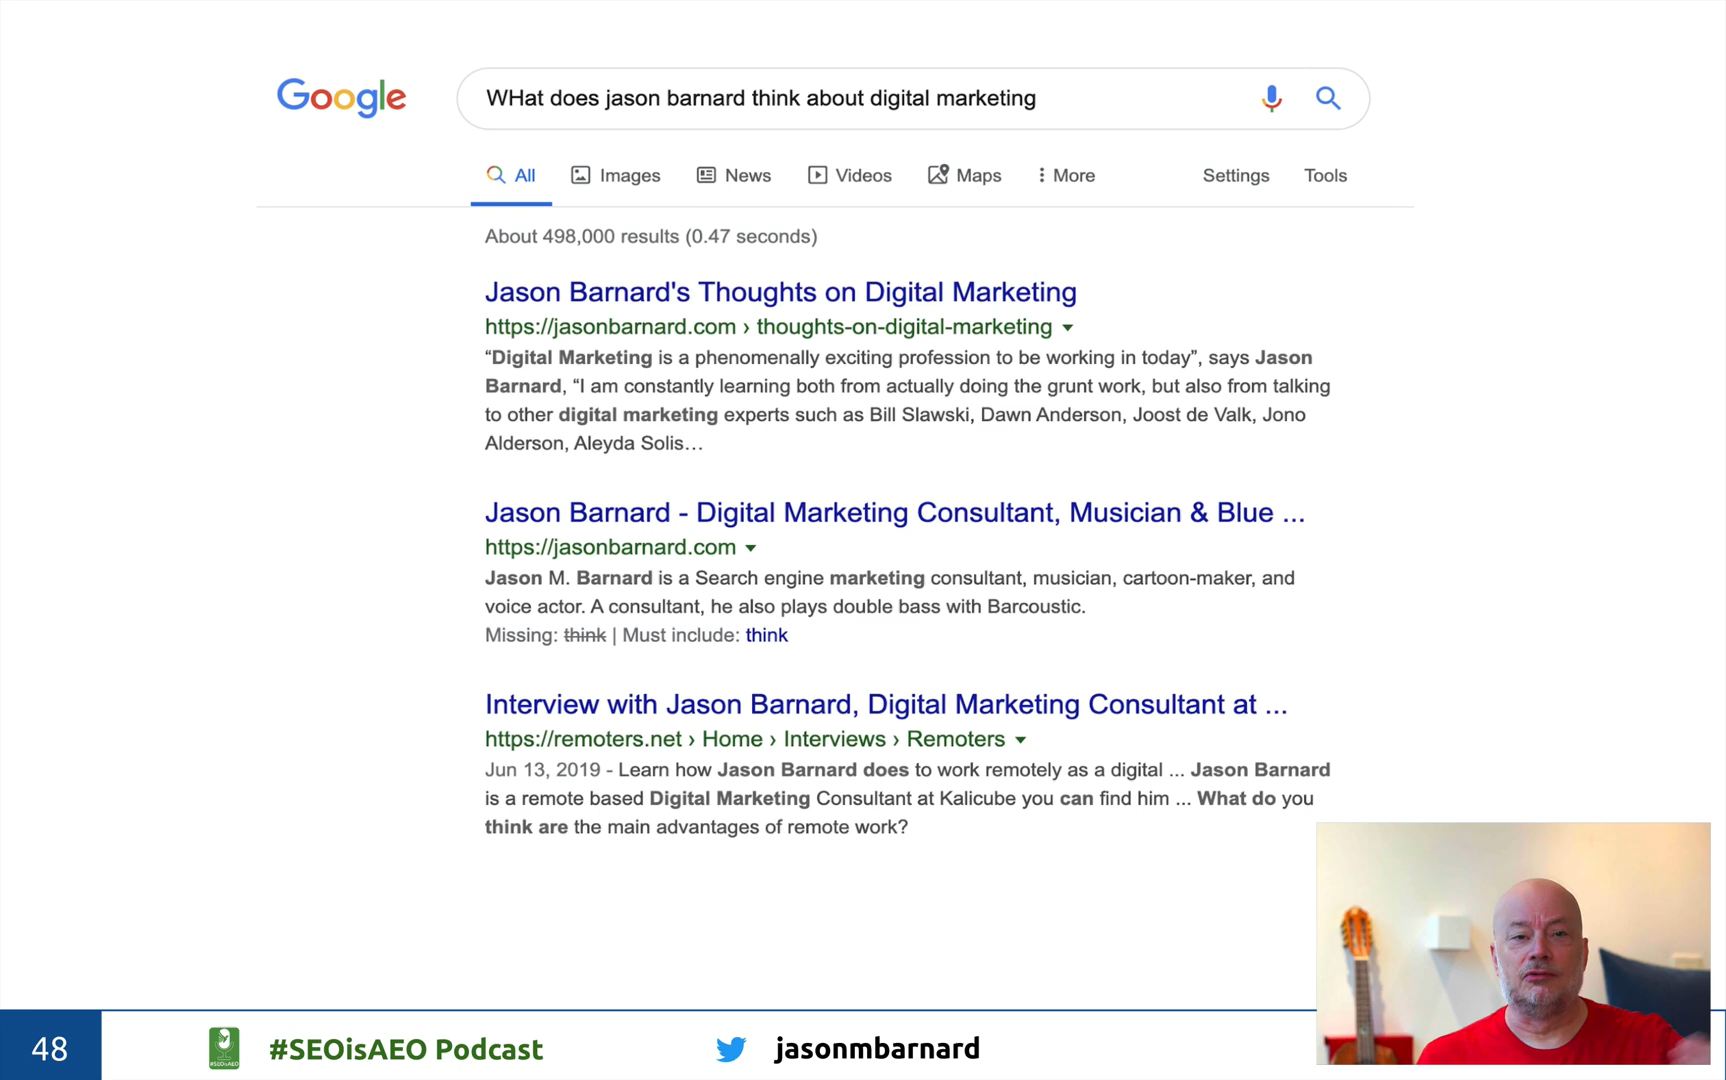 Google
WHat does jason barnard think about digital marketing
All Images News Videos Maps More Settings Tools
About 498,000 results (0.47 seconds)
Jason Barnard's Thoughts on Digital Marketing
https://jasonbarnard.com › thoughts-on-digital-marketing
“Digital Marketing is a phenomenally exciting profession to be working in today”, says Jason
Barnard, “I am constantly learning both from actually doing the grunt work, but also from talking
to other digital marketing experts such as Bill Slawski, Dawn Anderson, Joost de Valk, Jono
Alderson, Aleyda Solis…
Jason Barnard - Digital Marketing Consultant, Musician & Blue ...
https://jasonbarnard.com
Jason M. Barnard is a Search engine marketing consultant, musician, cartoon-maker, and
voice actor. A consultant, he also plays double bass with Barcoustic.
Missing: think | Must include: think
Interview with Jason Barnard, Digital Marketing Consultant at ...
https://remoters.net › Home › Interviews › Remoters
Jun 13, 2019 - Learn how Jason Barnard does to work remotely as a digital ... Jason Barnard
is a remote based Digital Marketing Consultant at Kalicube you can find him ... What do you
think are the main advantages of remote work?
48
#SEOisAEO
#SEOisAEO Podcast
jasonmbarnard